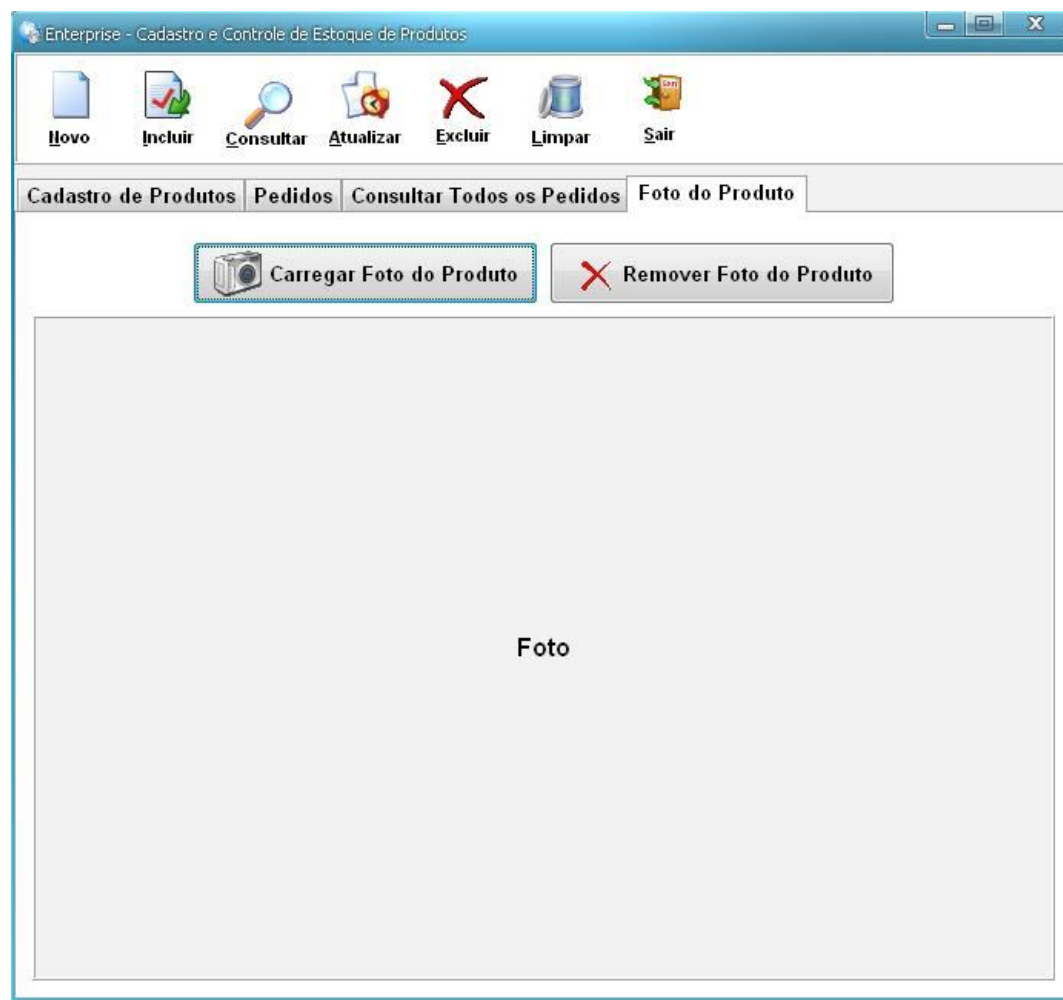 Enterprise - Cadastro e Controle de Estoque de Produtos
Novo Incluir Consultar Atualizar Excluir Limpar Sair
Cadastro de Produtos Pedidos Consultar Todos os Pedidos Foto do Produto
Carregar Foto do Produto Remover Foto do Produto
Foto